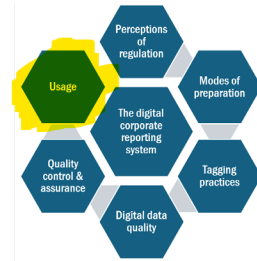 Perceptions
of
regulation
Usage
Modes of
preparation
The digital
corporate
reporting
system
Quality
control &
assurance
Tagging
practices
Digital data
quality